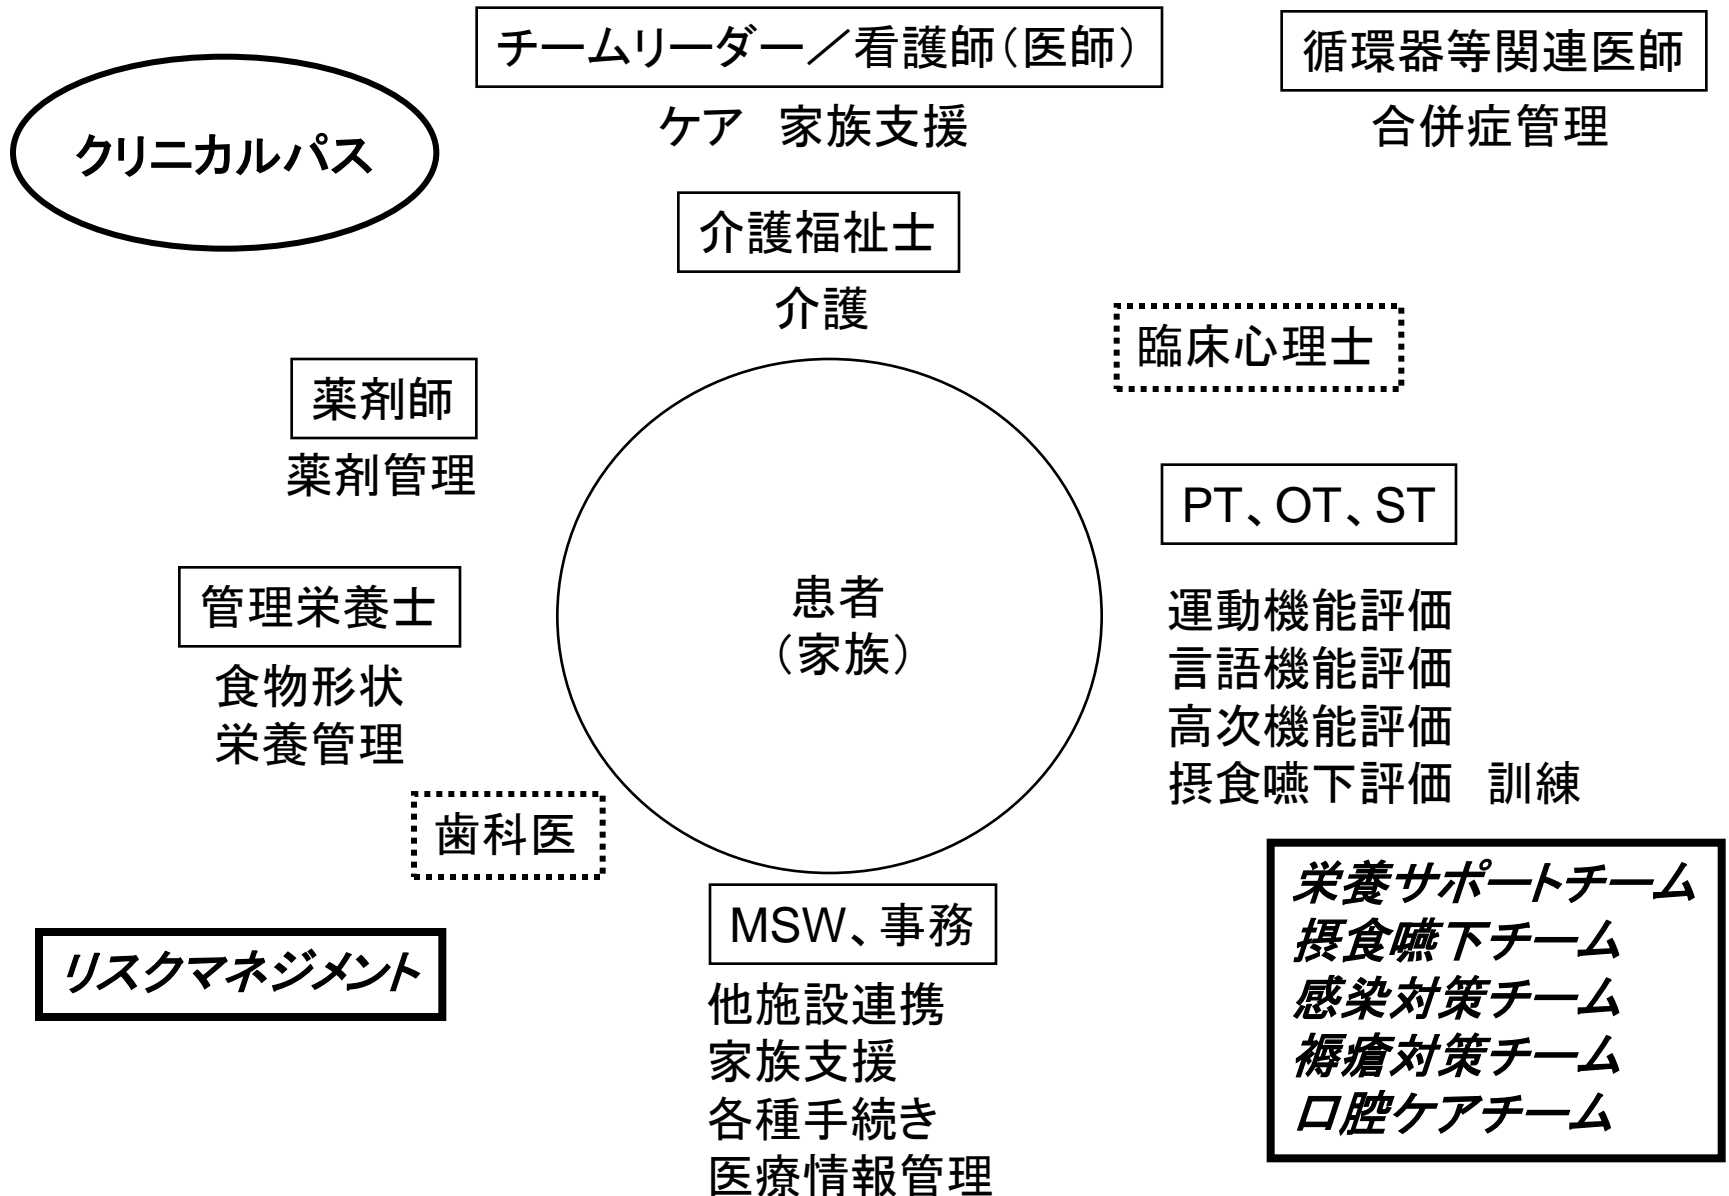 チームリーダー／看護師（医師）
ケア　家族支援
循環器等関連医師
合併症管理
クリニカルパス
介護福祉士
介護
臨床心理士
薬剤師
薬剤管理
PT、OT、ST
運動機能評価
言語機能評価
高次機能評価
摂食嚥下評価　訓練
管理栄養士
食物形状
栄養管理
患者
（家族）
歯科医
MSW、事務
他施設連携
家族支援
各種手続き
医療情報管理
リスクマネジメント
栄養サポートチーム
摂食嚥下チーム
感染対策チーム
褥瘡対策チーム
口腔ケアチーム